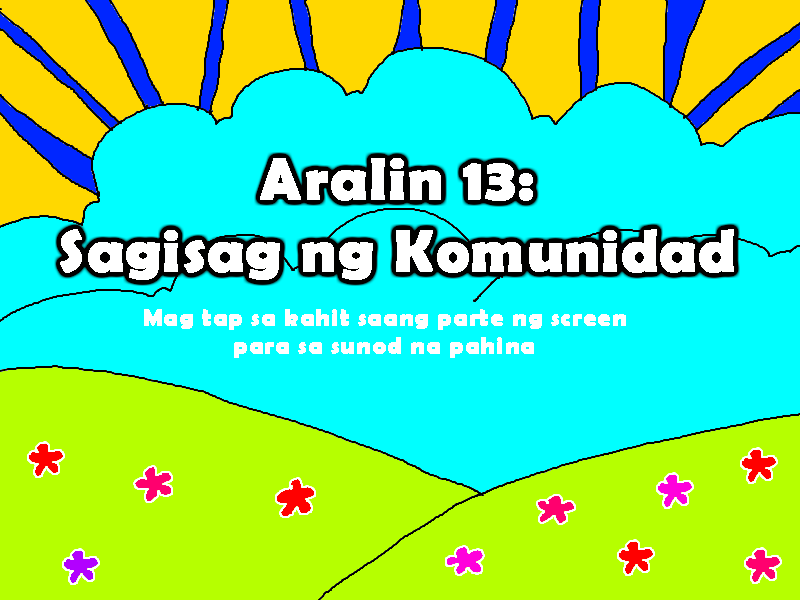 Aralin 13:
Sagisag ng Komunidad
Mag tap sa kahit saang parte ng screen
para sa sunod na pahina